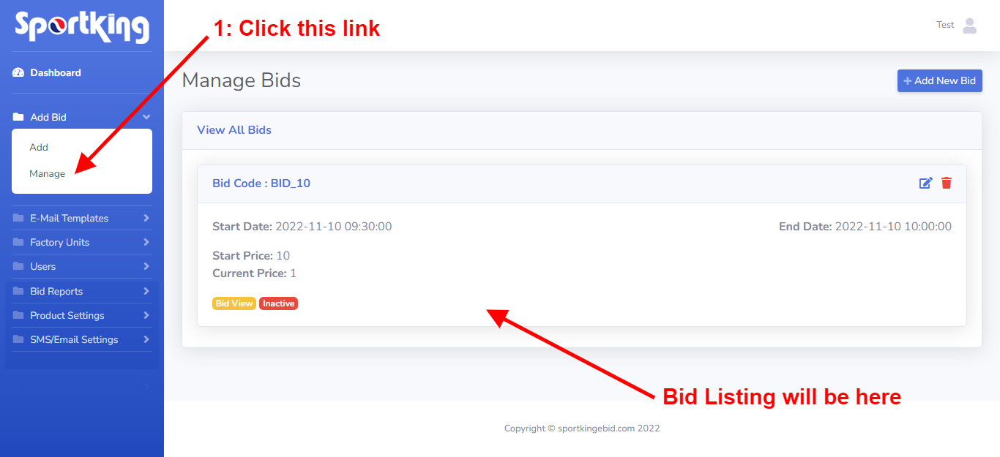 Sportking
1: Click this link
Test
Dashboard
Manage Bids
Add New Bid
Add Bid
View All Bids
Add
Manage
Bid Code : BID_10
E-Mail Templates
Start Date: 2022-11-10 09:30:00
End Date: 2022-11-10 10:00:00
Factory Units
Start Price: 10
Users
Current Price: 1
Bid Reports
Bid View
Inactive
Product Settings
SMS/Email Settings
Bid Listing will be here
Copyright © sportkingebid.com 2022